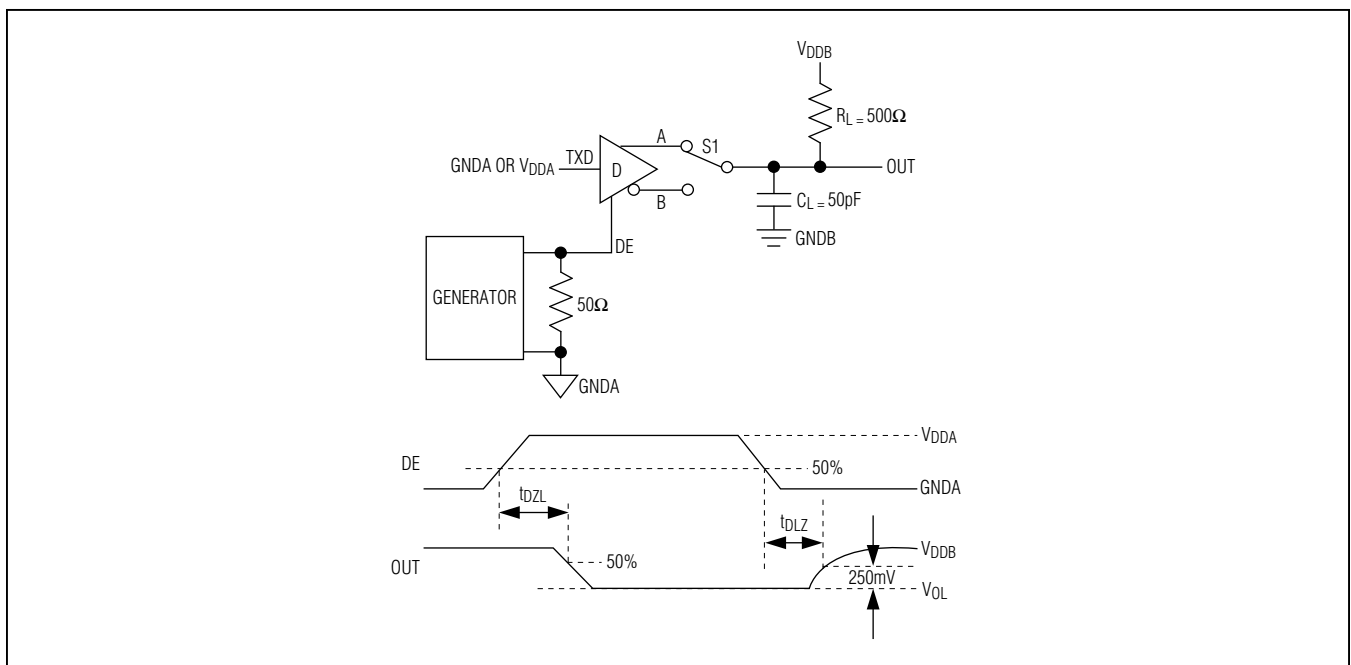 VDDB
RL = 500Ω
A
S1
GNDA OR VDDA
TXD
D
OUT
B
CL = 50pF
GNDB
DE
GENERATOR
50Ω
GNDA
VDDA
DE
50%
GNDA
tDZL
tDLZ
VDDB
OUT
50%
250mV
VOL